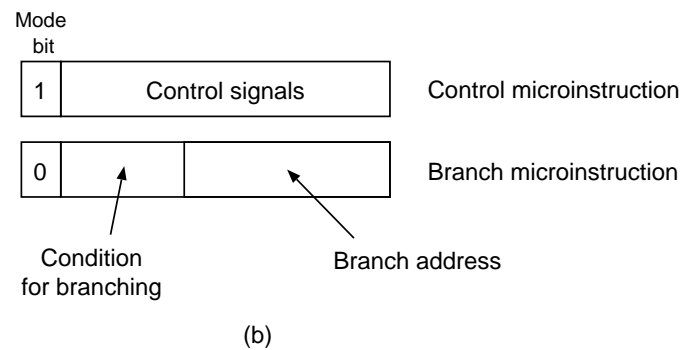 Mode
bit
1
Control signals
Control microinstruction
0
Branch microinstruction
Condition
for branching
Branch address
(b)